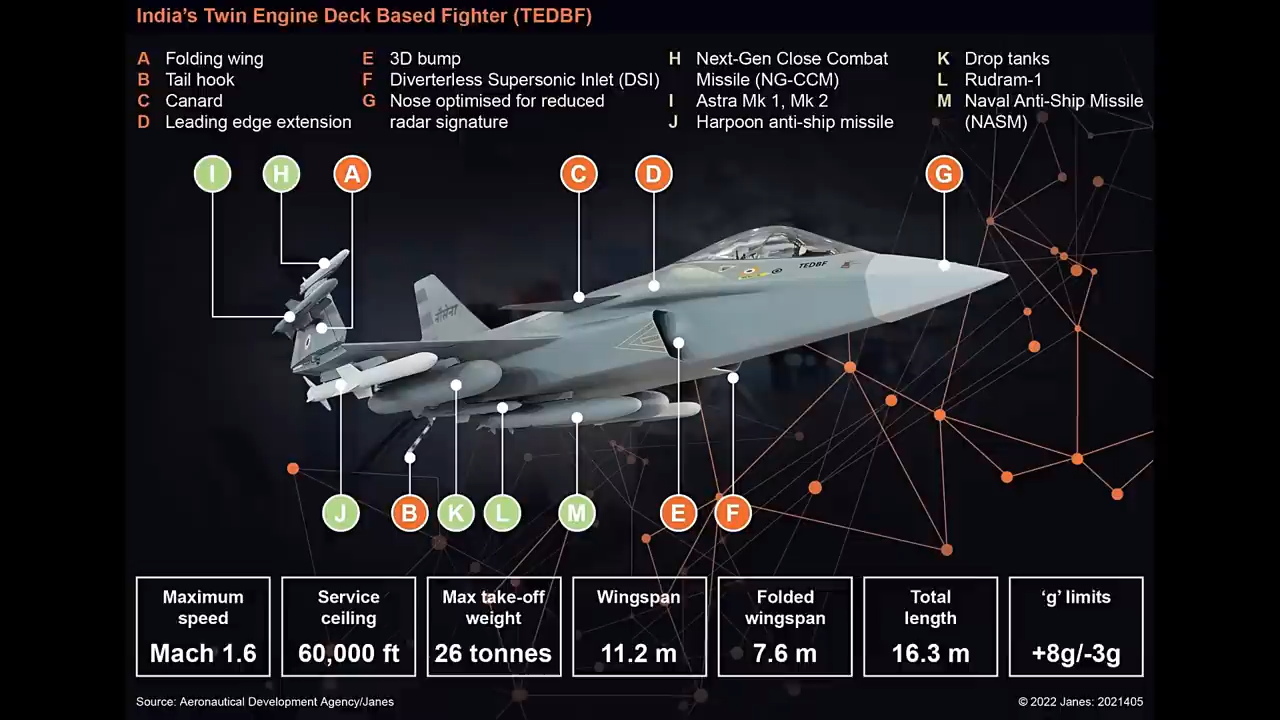 India's Twin Engine Deck Based Fighter (TEDBF)
A Folding wing
B Tail hook
C Canard
D Leading edge extension
E 3D bump
F Diverterless Supersonic Inlet (DSI)
G Nose optimised for reduced
radar signature
H Next-Gen Close Combat
Missile (NG-CCM)
I Astra Mk 1, Mk 2
J Harpoon anti-ship missile
K Drop tanks
L Rudram-1
M Naval Anti-Ship Missile
(NASM)
I H A C D G
TEDBF
नौसेना
J B K L M E F
Maximum
speed
Mach 1.6
Service
ceiling
60,000 ft
Max take-off
weight
26 tonnes
Wingspan
11.2 m
Folded
wingspan
7.6 m
Total
length
16.3 m
‘g’ limits
+8g/-3g
Source: Aeronautical Development Agency/Janes
© 2022 Janes: 2021405